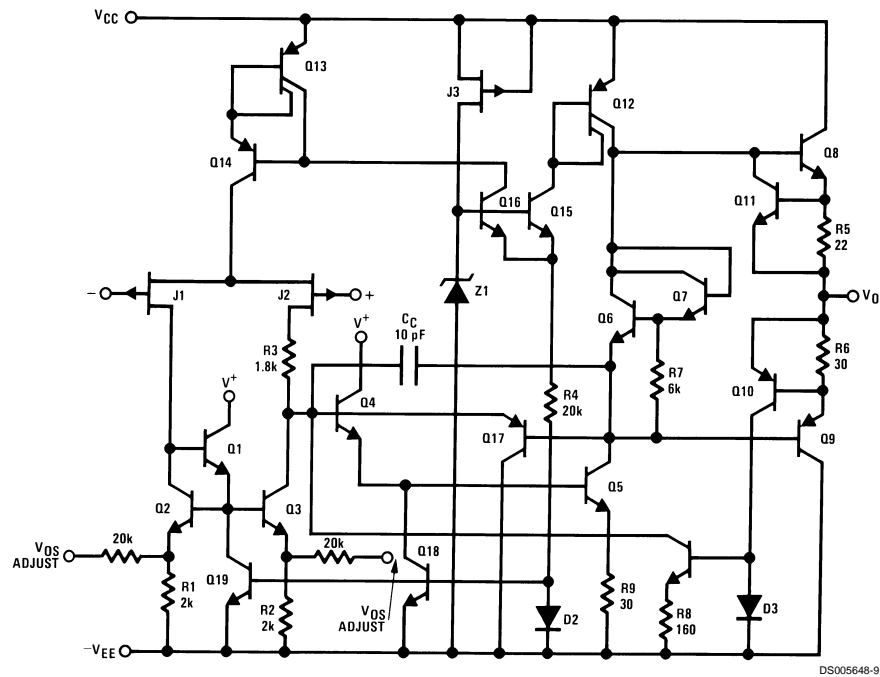 VCC
Q13
J3
Q12
Q8
Q14
Q16
Q15
Q11
R5
22
J1
J2
Z1
Q7
VO
Q6
–
+
CC
10 pF
V+
R3
1.8k
R7
6k
R6
30
V+
Q4
R4
20k
Q10
Q1
Q17
Q9
Q2
Q3
Q5
20k
20k
Q18
VOS
ADJUST
Q19
R1
2k
R2
2k
VOS
ADJUST
D2
R9
30
R8
160
D3
–VEE
DS005648-9